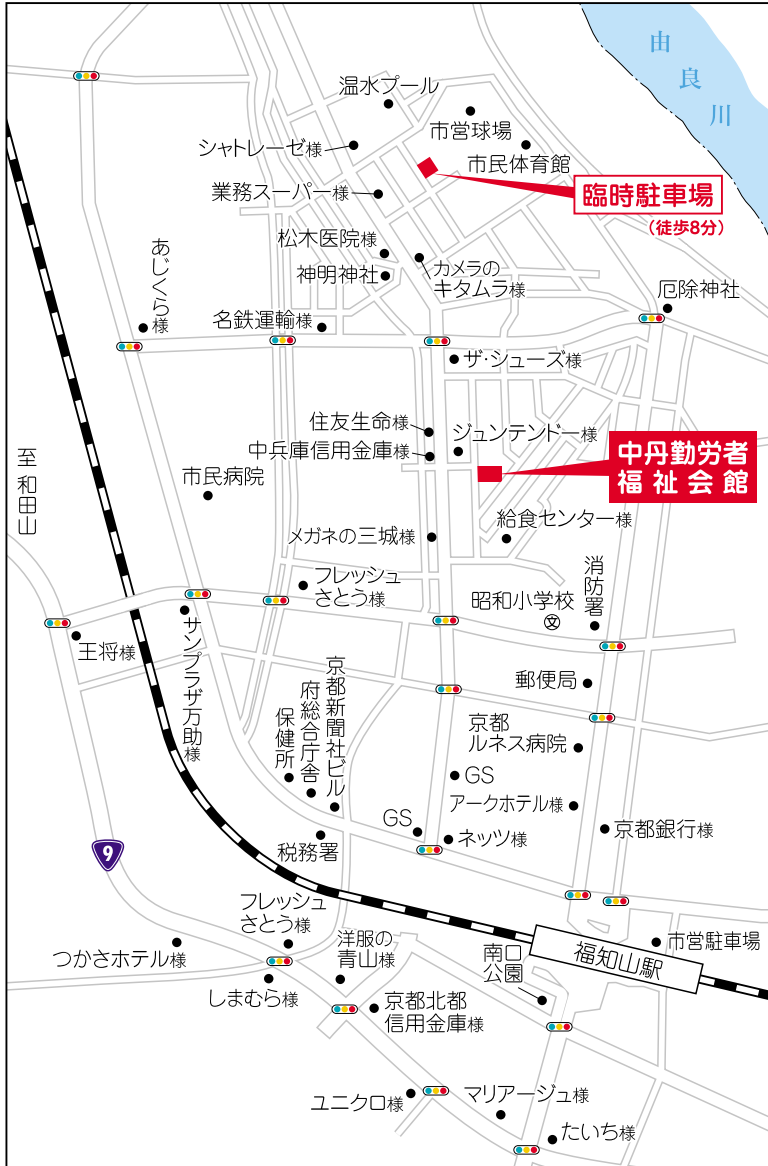 由良川
温水プール
市営球場
シャトレーゼ様
市民体育館
業務スーパー様
臨時駐車場
（徒歩8分）
松木医院様
神明神社
カメラの
キタムラ様
あじくら様
厄除神社
名鉄運輸様
ザ・シューズ様
住友生命様
ジュンテンドー様
中兵庫信用金庫様
中丹勤労者
福祉会館
至和田山
市民病院
メガネの三城様
給食センター様
フレッシュ
さとう様
消防署
昭和小学校
文
王将様
サンプラザ万助様
京都新聞社ビル
府総合庁舎
保健所
郵便局
京都
ルネス病院
GS
アークホテル様
GS
ネッツ様
京都銀行様
税務署
9
フレッシュ
さとう様
つかさホテル様
洋服の
青山様
南口
公園
福知山駅
市営駐車場
しまむら様
京都北都
信用金庫様
ユニクロ様
マリアージュ様
たいち様